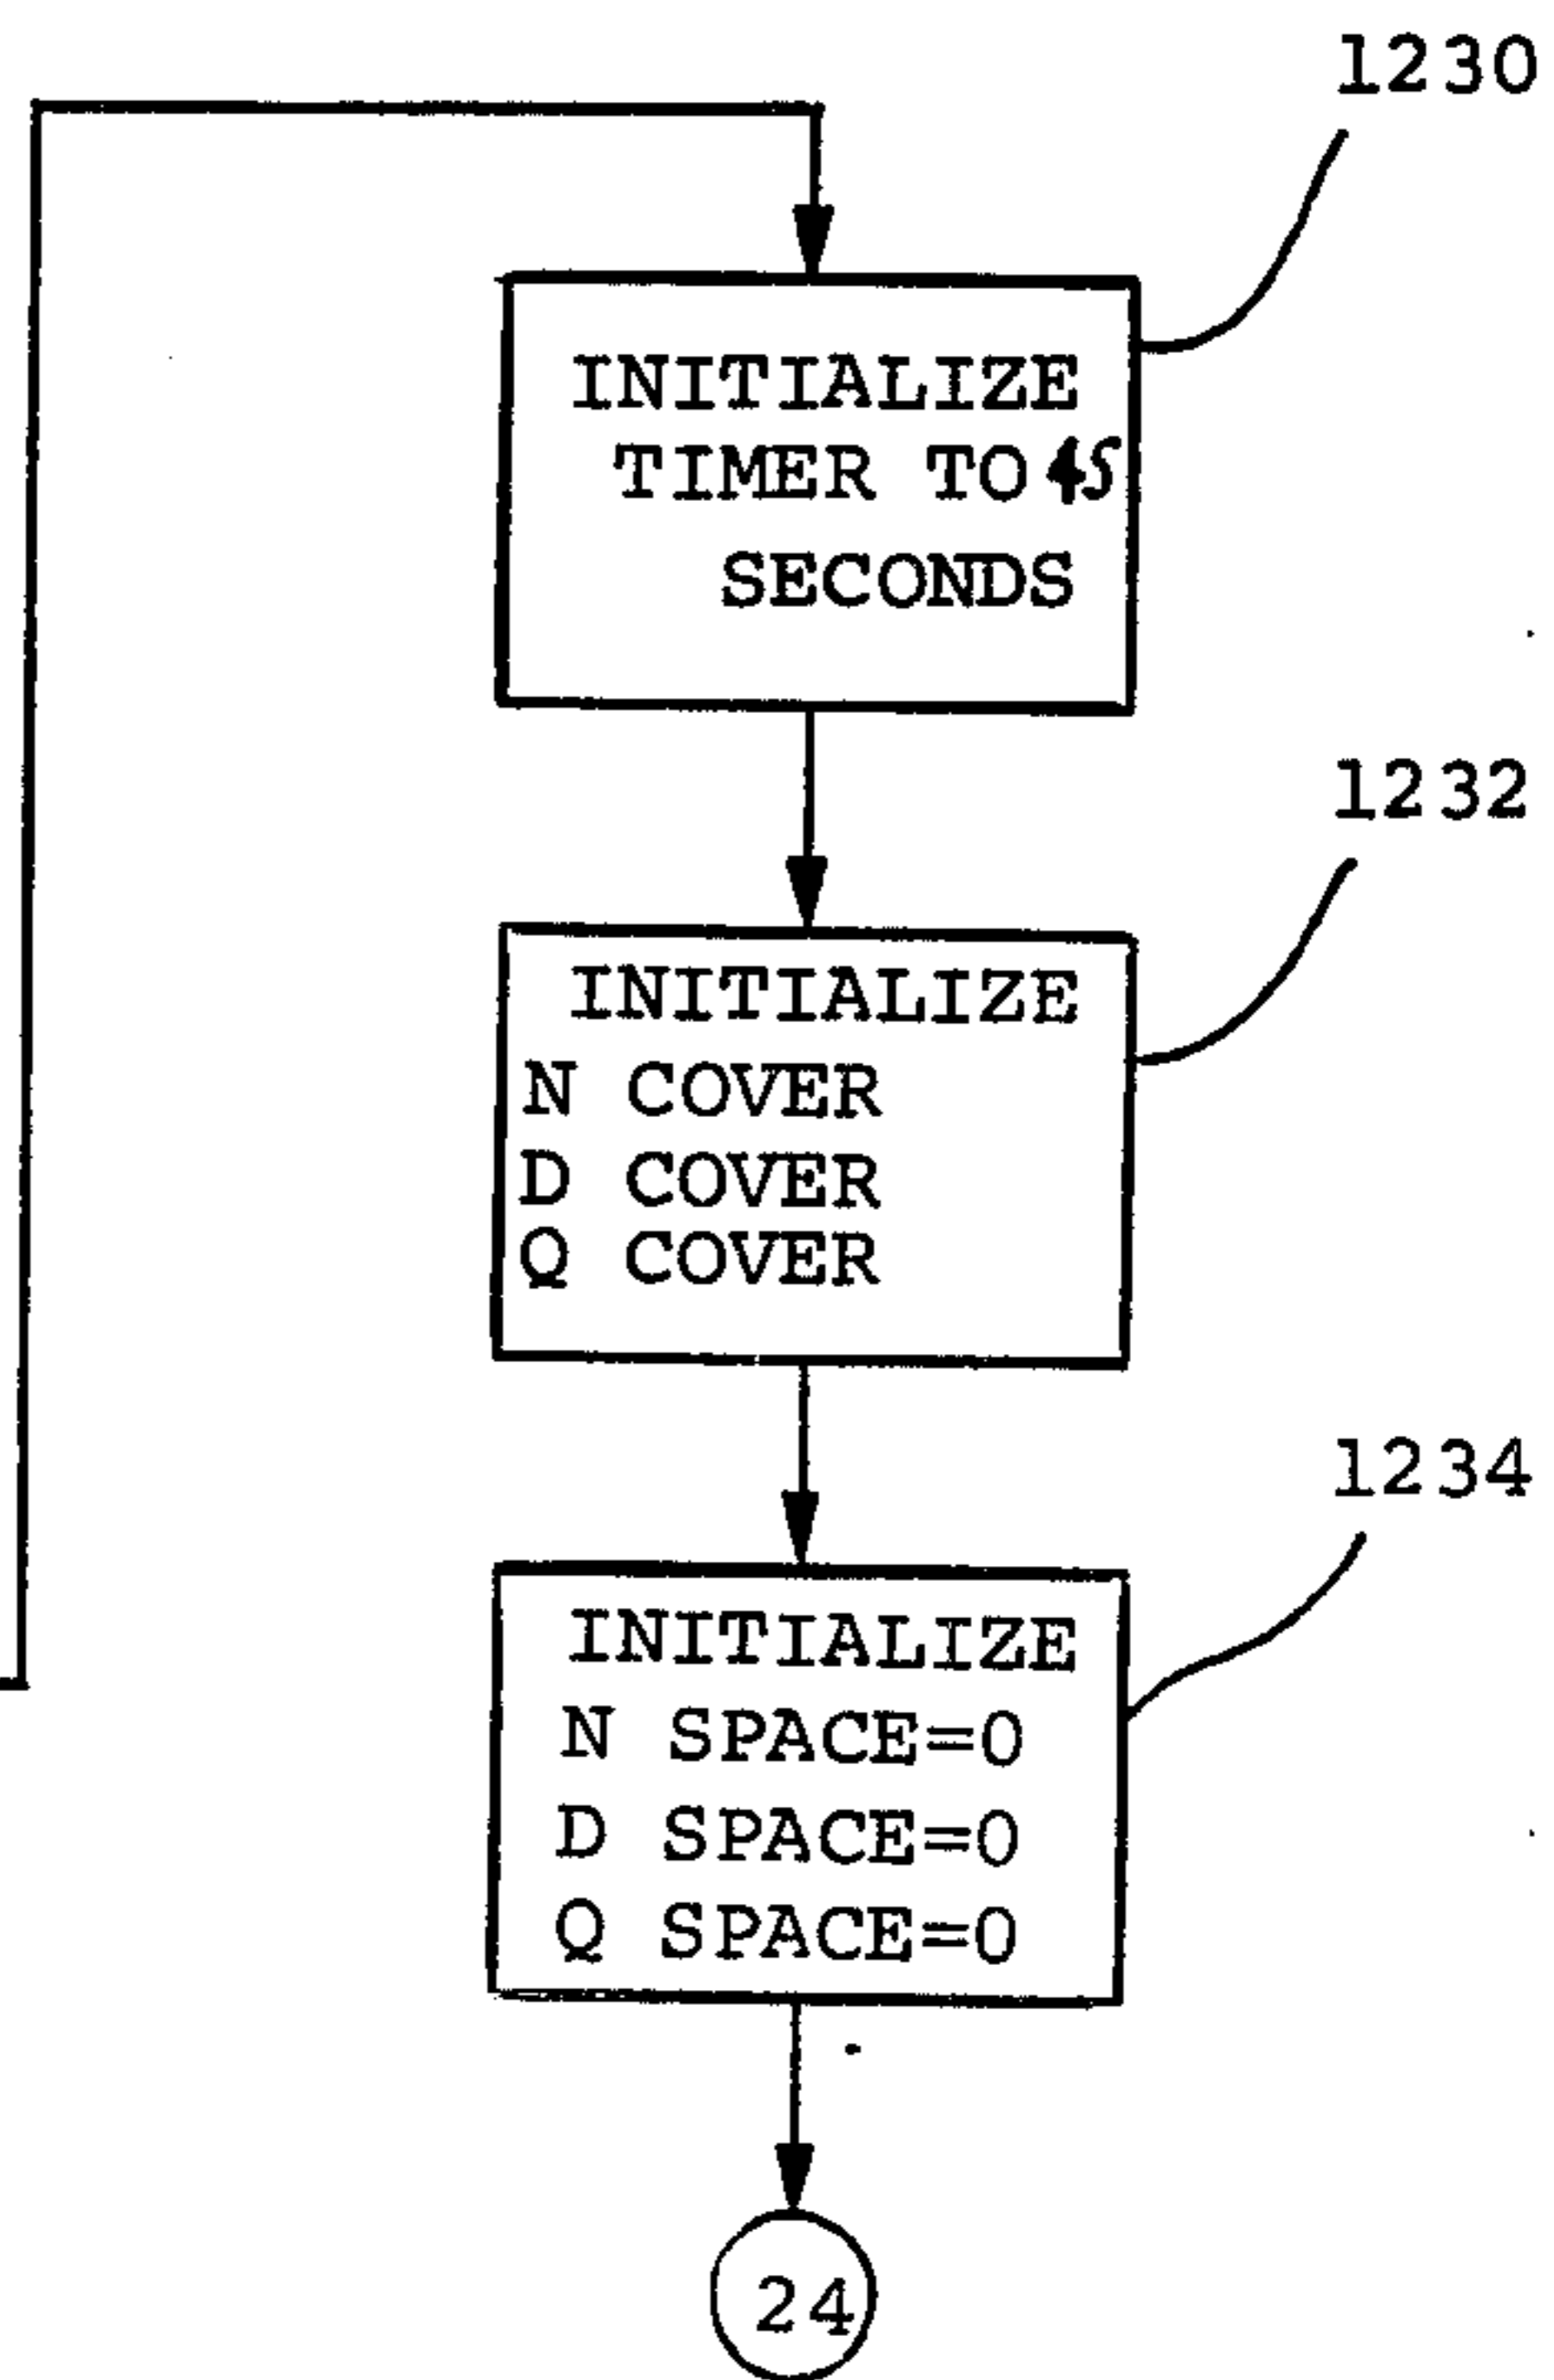 1230
INITIALIZE
TIMER TO 45
SECONDS
1232
INITIALIZE
N COVER
D COVER
Q COVER
1234
INITIALIZE
N SPACE=0
D SPACE=0
Q SPACE=0
24